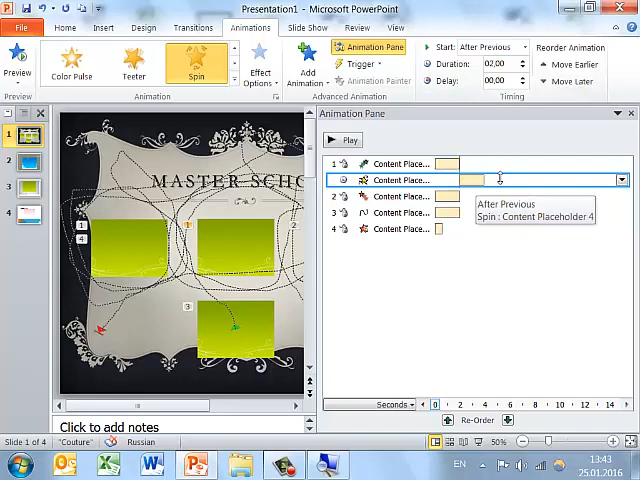 Presentation1 - Microsoft PowerPoint
File Home Insert Design Transitions Animations Slide Show Review View
Preview
Color Pulse
Teeter
Spin
Effect Options
Add Animation
Animation Pane
Trigger
Animation Painter
Start: After Previous
Duration: 02,00
Delay: 00,00
Reorder Animation
Move Earlier
Move Later
Preview Animation Advanced Animation Timing
Animation Pane
Play
1 Content Place...
Content Place...
2 Content Place...
3 Content Place...
4 Content Place...
After Previous
Spin : Content Placeholder 4
1
2
3
4
MASTER SCHO
1
4
1
2
3
Seconds 0 2 4 6 8 10 12 14
Re-Order
Click to add notes
Slide 1 of 4 "Couture" Russian 50%
EN 13:43
25.01.2016